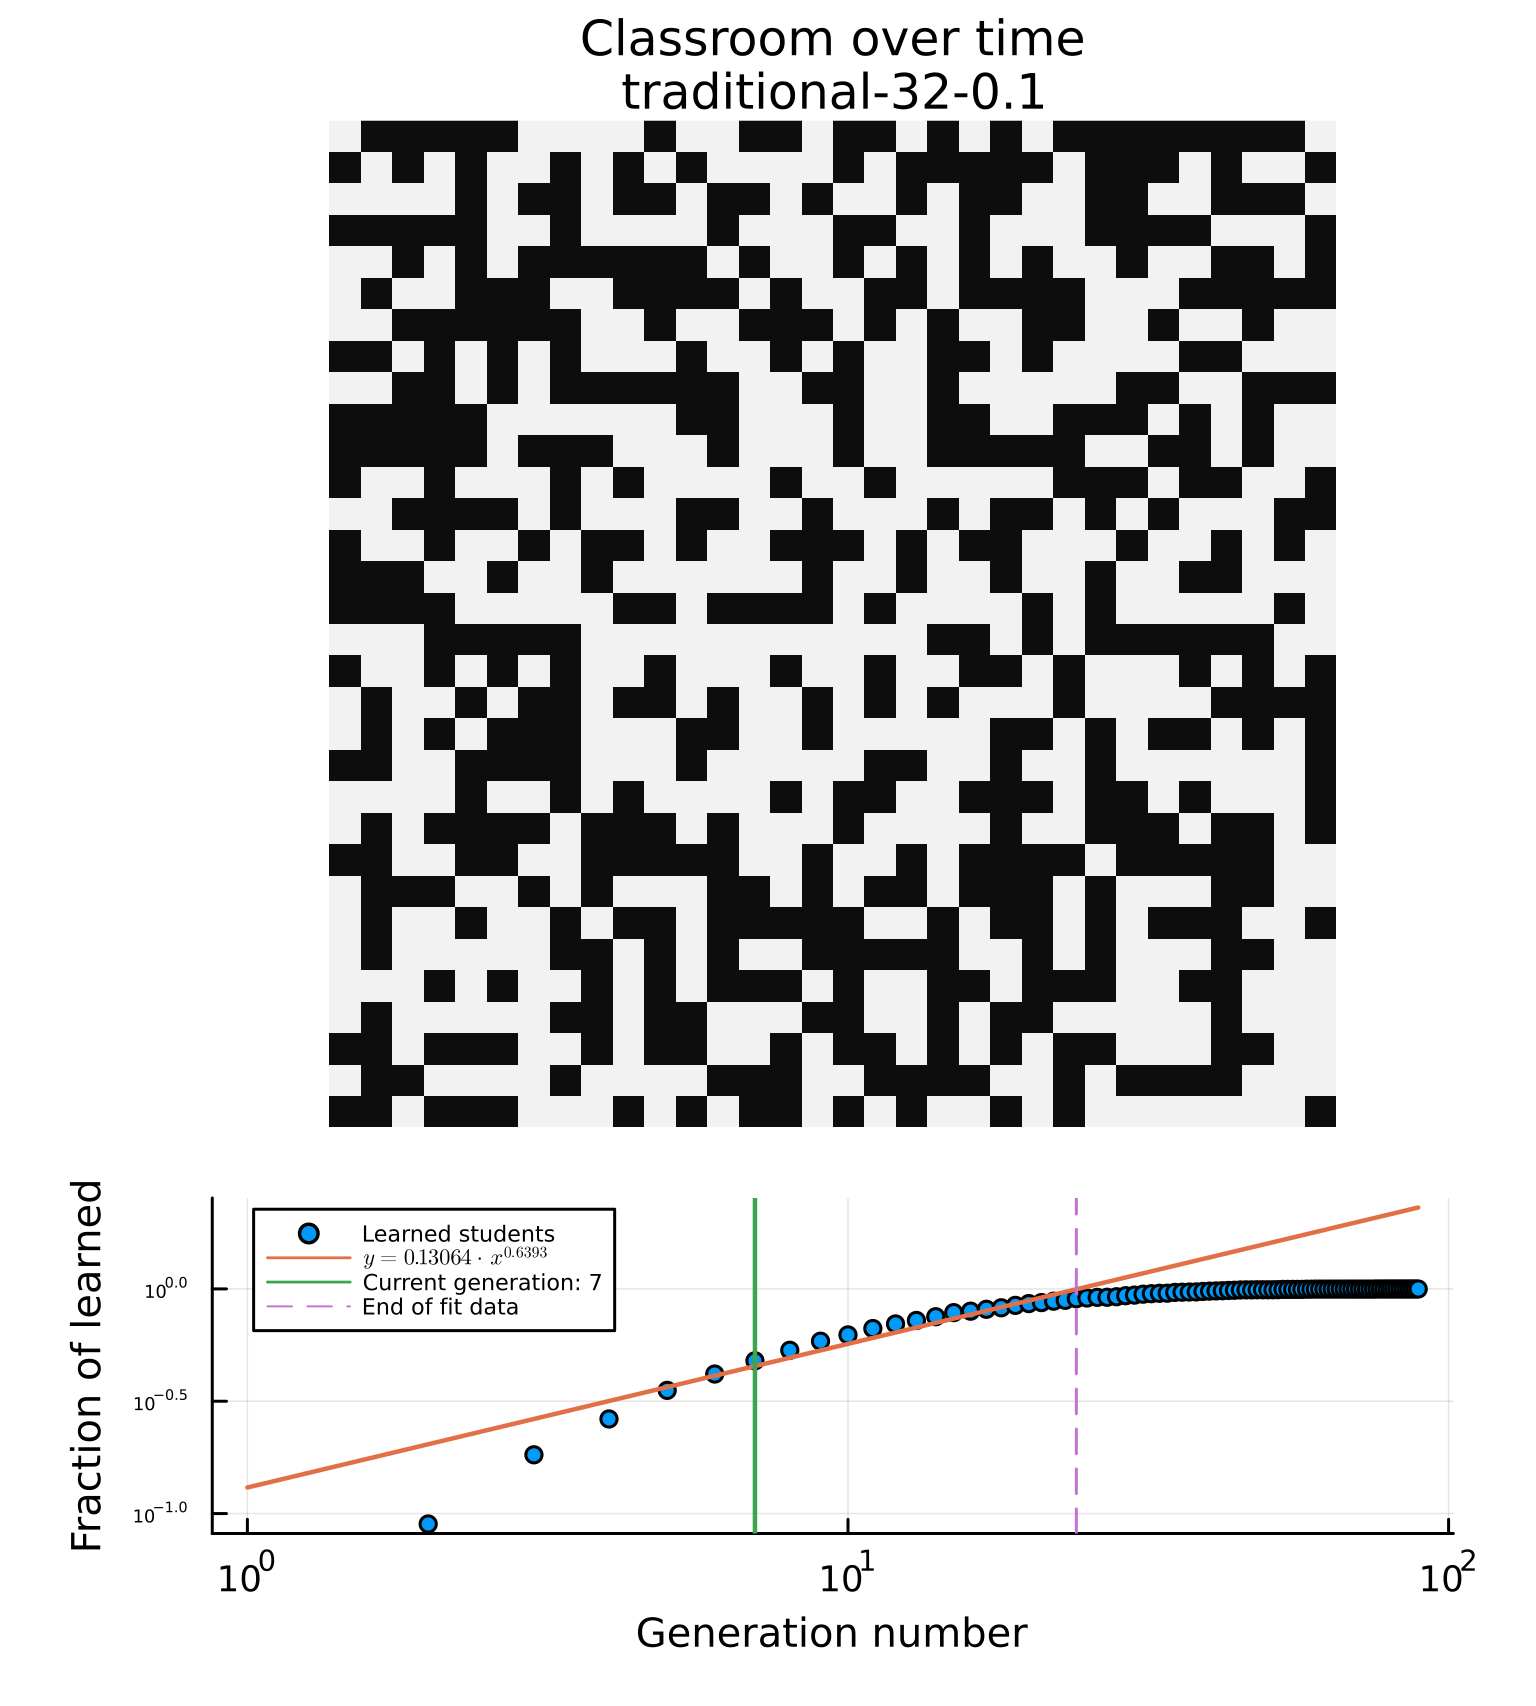 Classroom over time
traditional-32-0.1
Fraction of learned
Learned students
y = 0.13064 · x^0.6393
Current generation: 7
End of fit data
10^0.0
10^−0.5
10^−1.0
10^0 10^1 10^2
Generation number